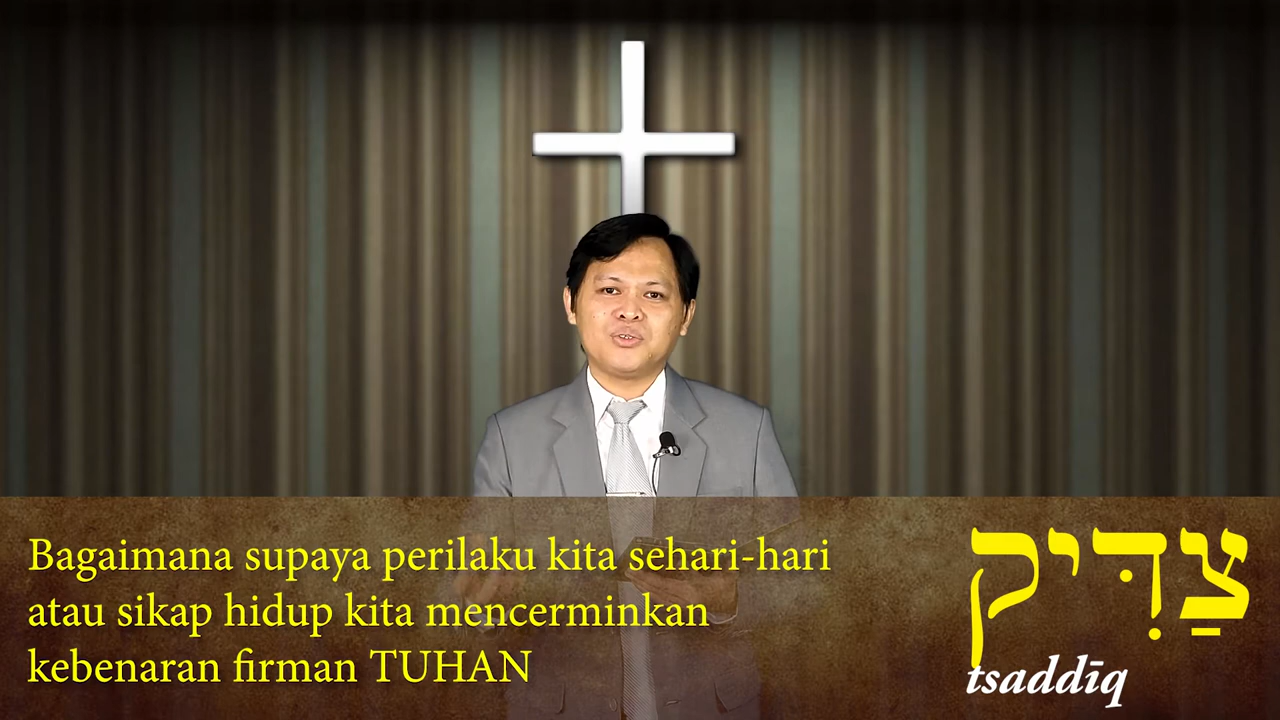 Bagaimana supaya perilaku kita sehari-hari
atau sikap hidup kita mencerminkan
kebenaran firman TUHAN
צַדִּיק
tsaddīq